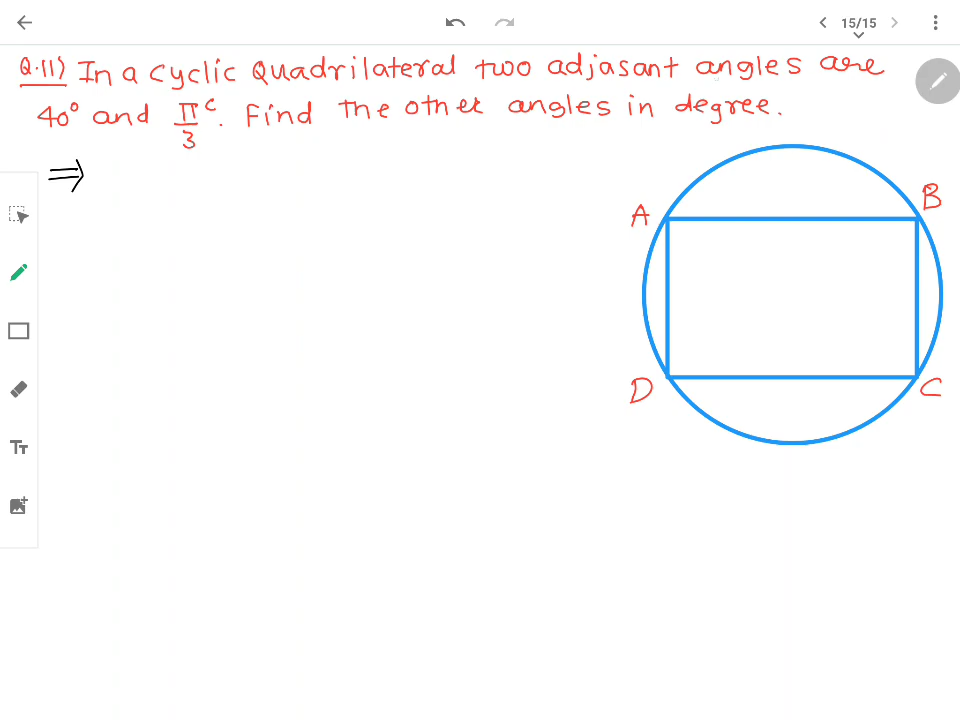 15/15
Q.11) In a cyclic Quadrilateral two adjasant angles are
40° and π/3 ᶜ. Find the other angles in degree.
⇒
A
B
D
C
Tт